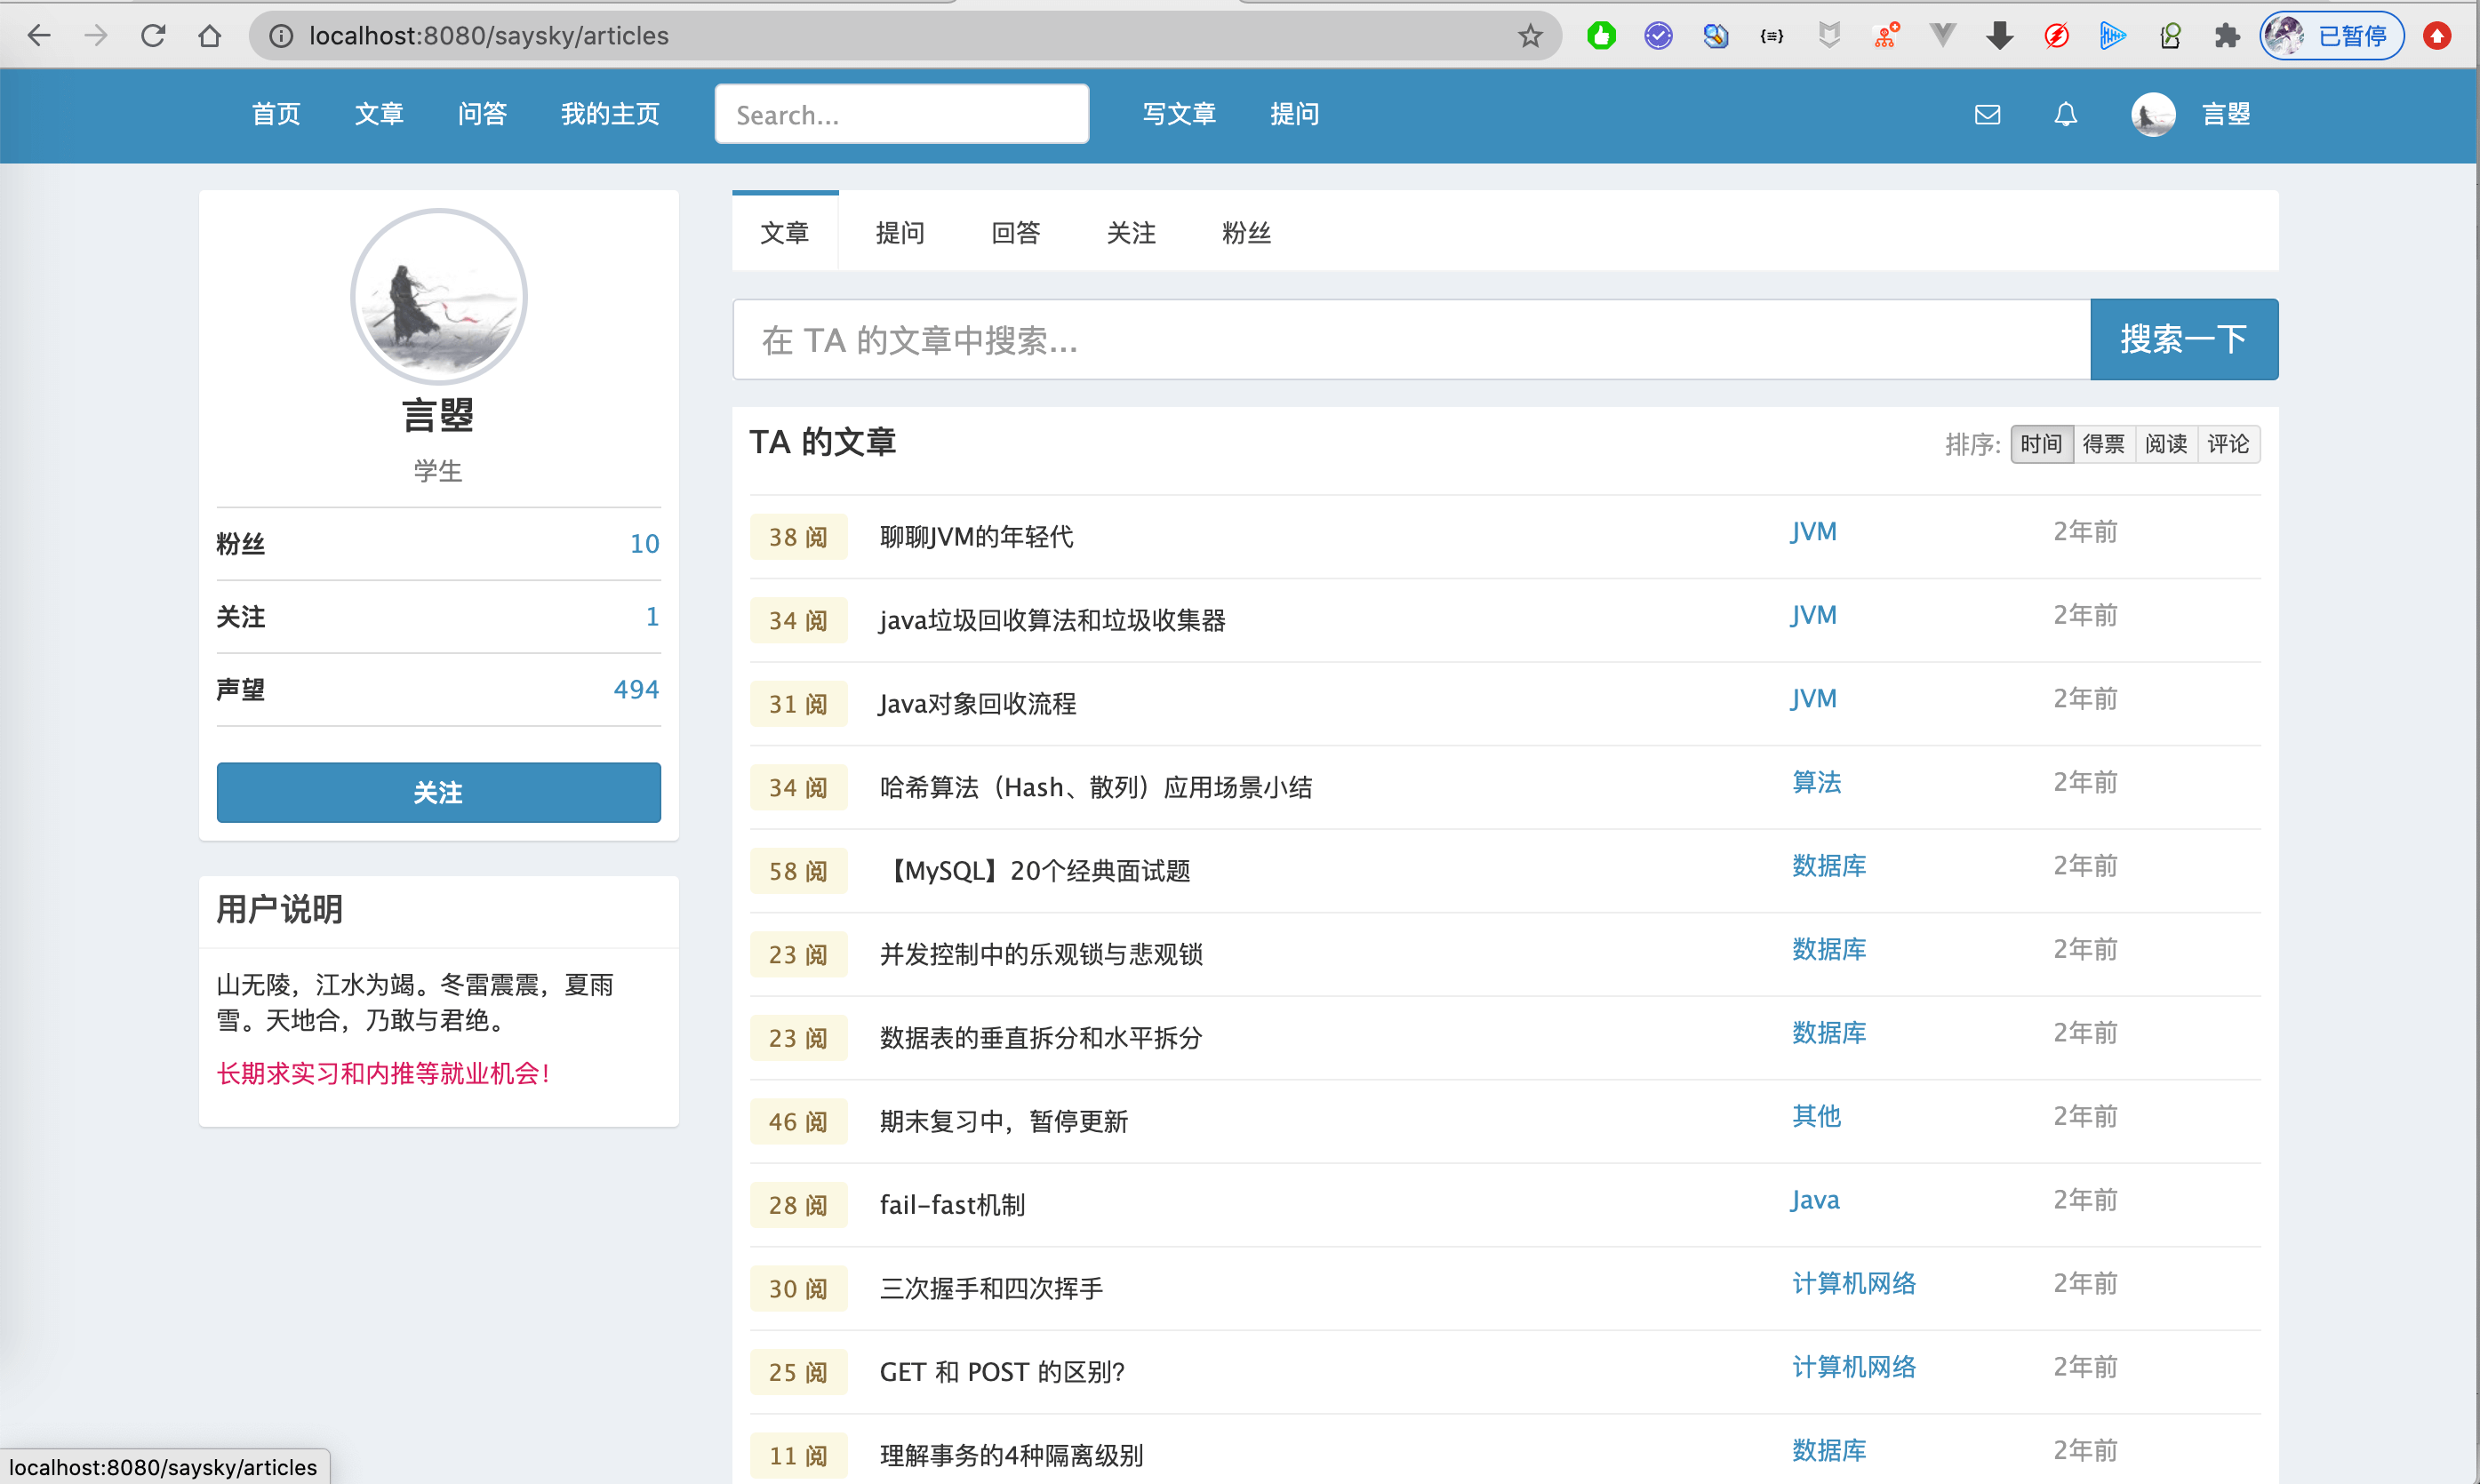 localhost:8080/saysky/articles
已暂停
首页 文章 问答 我的主页 Search... 写文章 提问 言曌
言曌
学生
粉丝 10
关注 1
声望 494
关注
用户说明
山无陵，江水为竭。冬雷震震，夏雨
雪。天地合，乃敢与君绝。
长期求实习和内推等就业机会！
文章 提问 回答 关注 粉丝
在 TA 的文章中搜索... 搜索一下
TA 的文章 排序: 时间 得票 阅读 评论
38 阅 聊聊JVM的年轻代 JVM 2年前
34 阅 java垃圾回收算法和垃圾收集器 JVM 2年前
31 阅 Java对象回收流程 JVM 2年前
34 阅 哈希算法（Hash、散列）应用场景小结 算法 2年前
58 阅 【MySQL】20个经典面试题 数据库 2年前
23 阅 并发控制中的乐观锁与悲观锁 数据库 2年前
23 阅 数据表的垂直拆分和水平拆分 数据库 2年前
46 阅 期末复习中，暂停更新 其他 2年前
28 阅 fail-fast机制 Java 2年前
30 阅 三次握手和四次挥手 计算机网络 2年前
25 阅 GET 和 POST 的区别？ 计算机网络 2年前
11 阅 理解事务的4种隔离级别 数据库 2年前
localhost:8080/saysky/articles